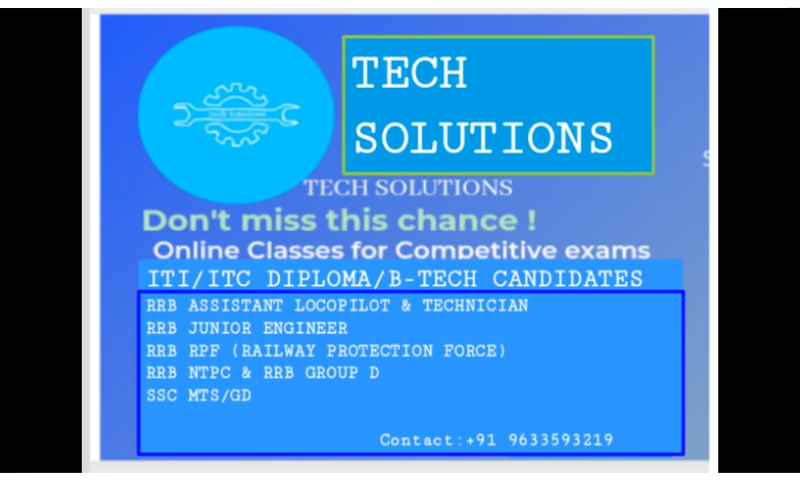 Tech Solutions
TECH
SOLUTIONS
TECH SOLUTIONS
Don't miss this chance !
Online Classes for Competitive exams
ITI/ITC DIPLOMA/B-TECH CANDIDATES
RRB ASSISTANT LOCOPILOT & TECHNICIAN
RRB JUNIOR ENGINEER
RRB RPF (RAILWAY PROTECTION FORCE)
RRB NTPC & RRB GROUP D
SSC MTS/GD
Contact:+91 9633593219